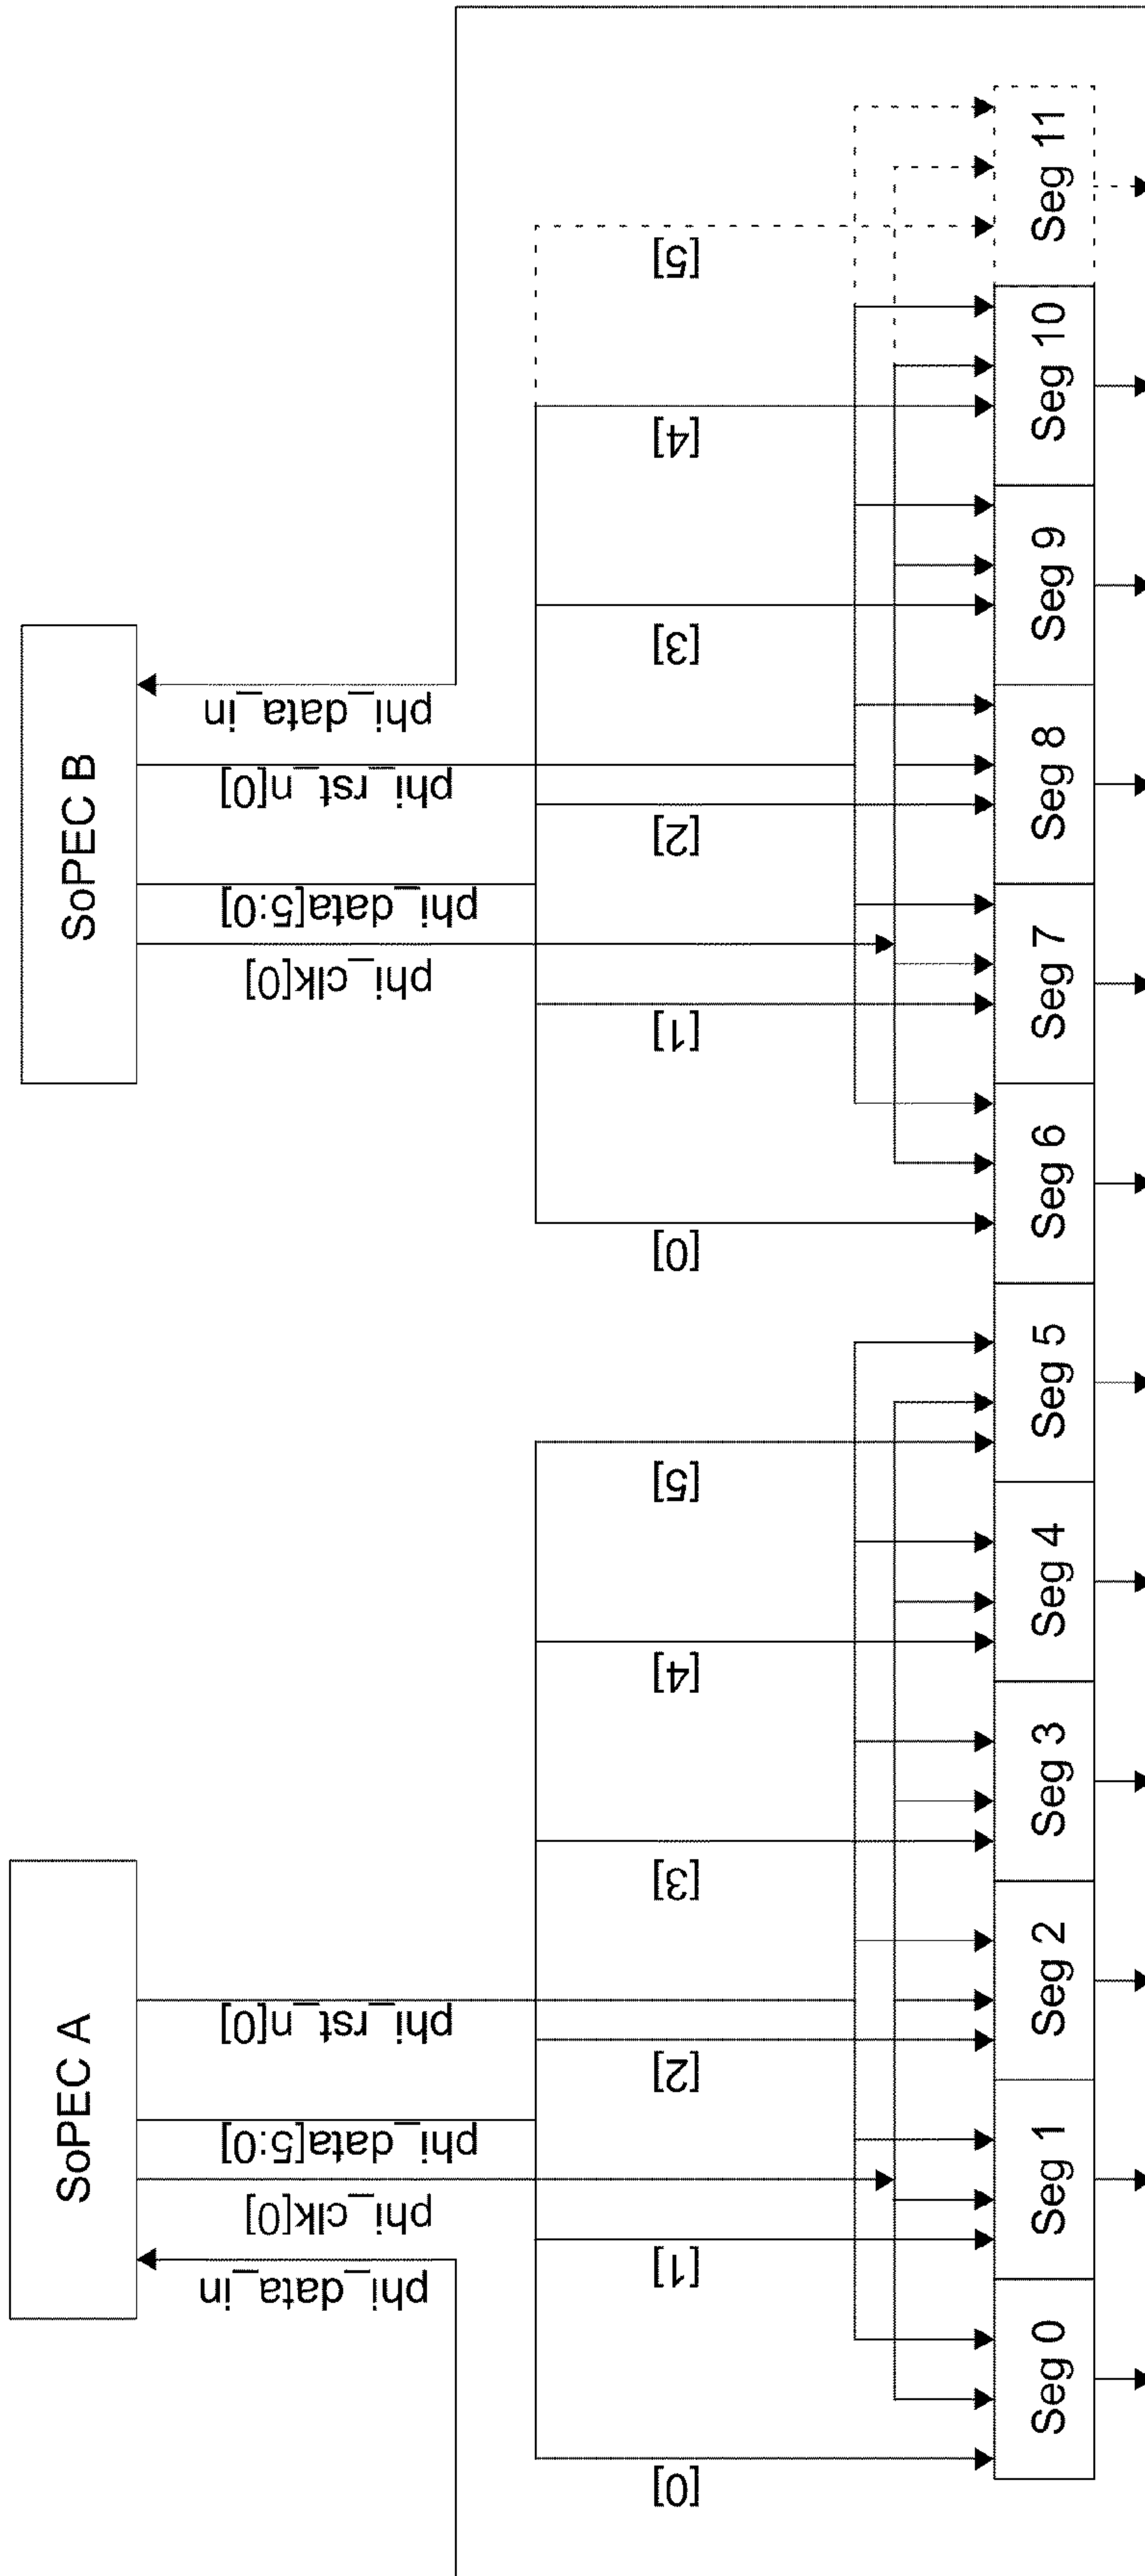 SoPEC A
SoPEC B
phi_data_in
phi_clk[0]
phi_data[5:0]
phi_rst_n[0]
phi_clk[0]
phi_data[5:0]
phi_rst_n[0]
phi_data_in
[0]
[1]
[2]
[3]
[4]
[5]
[0]
[1]
[2]
[3]
[4]
[5]
Seg 0
Seg 1
Seg 2
Seg 3
Seg 4
Seg 5
Seg 6
Seg 7
Seg 8
Seg 9
Seg 10
Seg 11